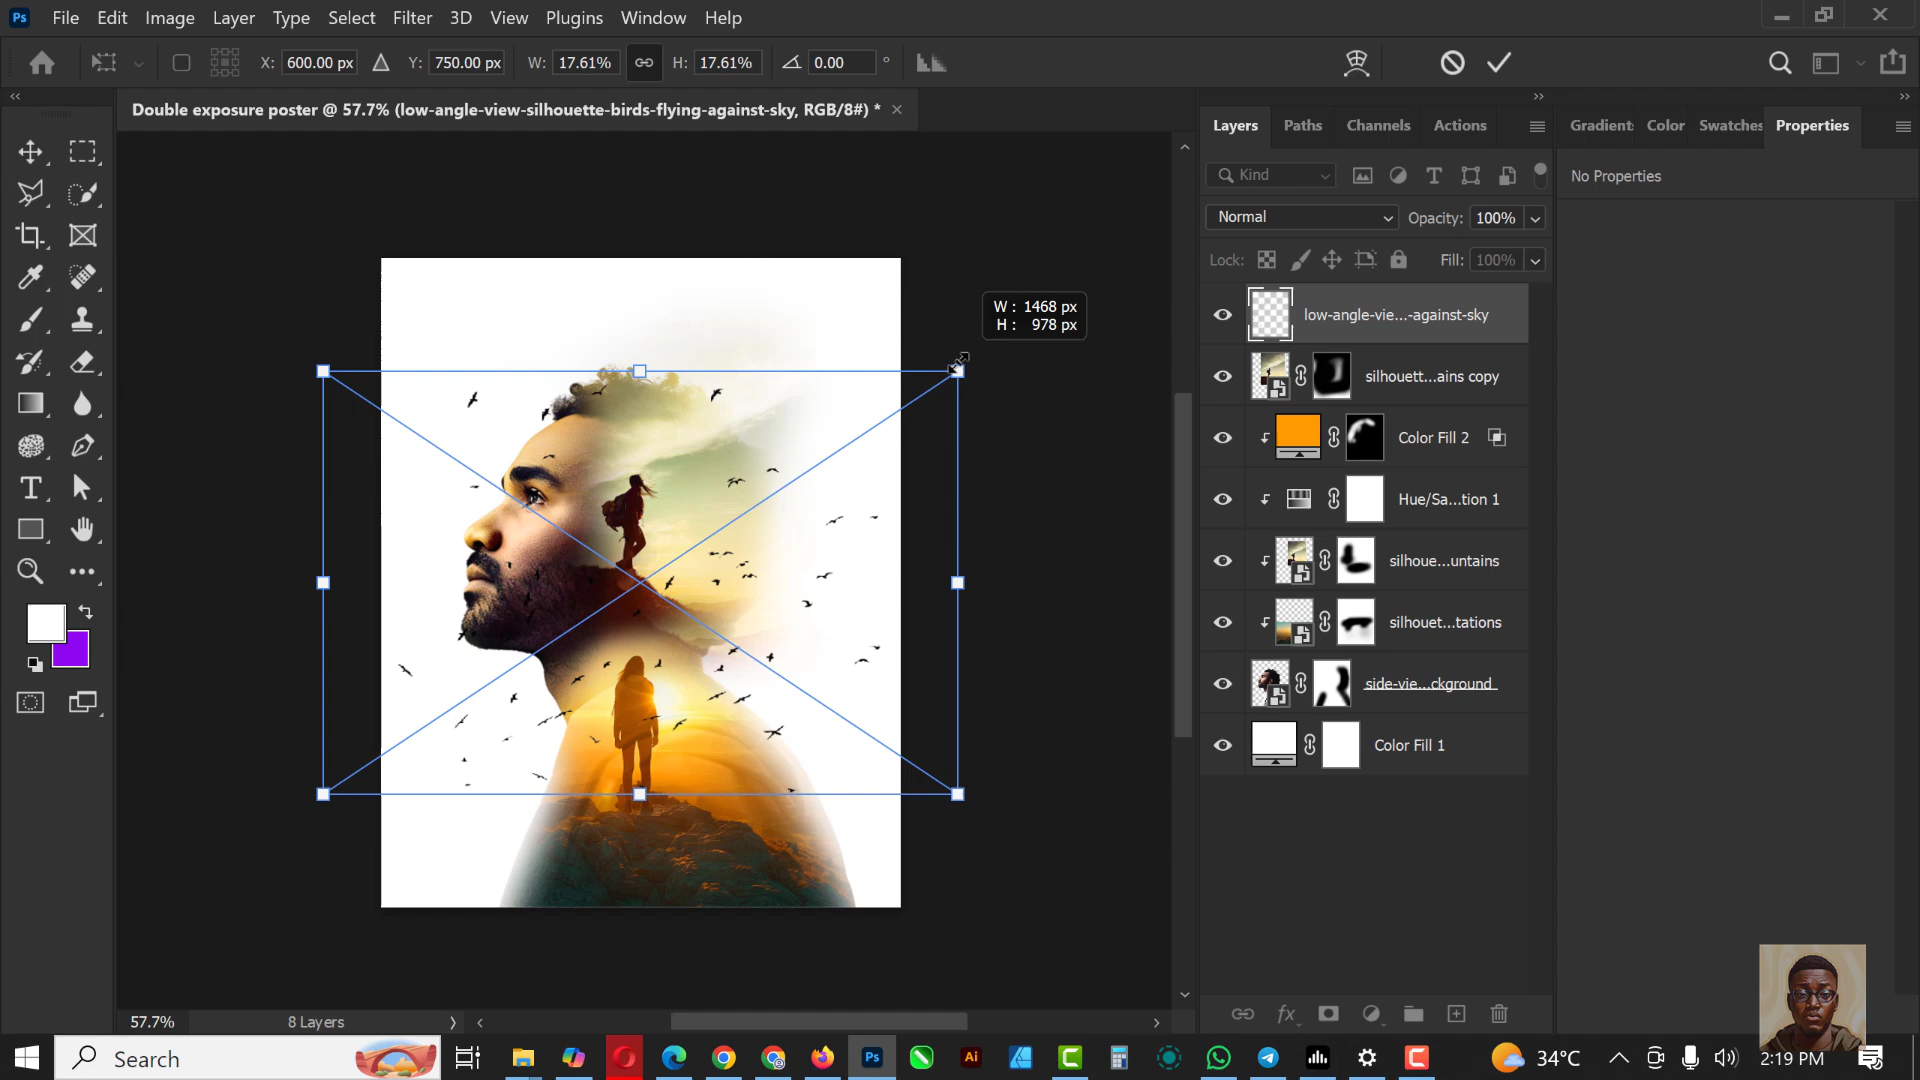 Ps File Edit Image Layer Type Select Filter 3D View Plugins Window Help
X: 600.00 px Y: 750.00 px W: 17.61% H: 17.61% 0.00 °
Double exposure poster @ 57.7% (low-angle-view-silhouette-birds-flying-against-sky, RGB/8#) * ×
Layers Paths Channels Actions
Gradients Color Swatches Properties
Kind
No Properties
Normal Opacity: 100%
Lock: Fill: 100%
W : 1468 px
H : 978 px
low-angle-vie...-against-sky
silhouett...ains copy
Color Fill 2
Hue/Sa...tion 1
silhoue...untains
silhouet...tations
side-vie...ckground
Color Fill 1
57.7% 8 Layers
Search
Ps Ai
34°C
2:19 PM